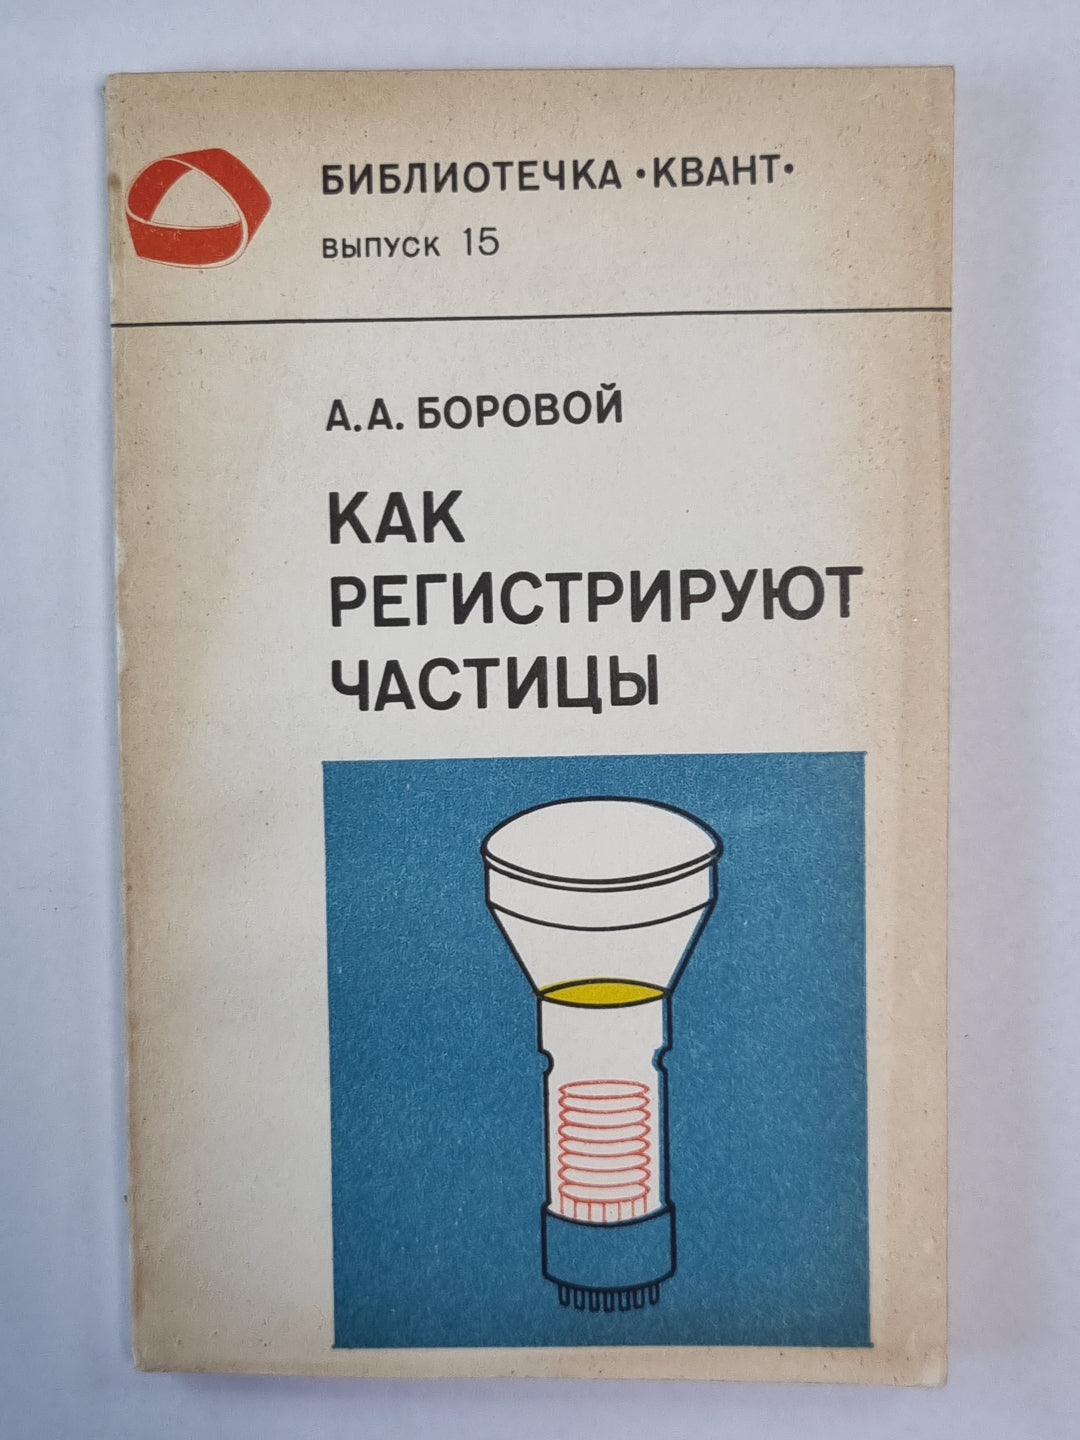 БИБЛИОТЕЧКА •КВАНТ•
ВЫПУСК 15
А.А. БОРОВОЙ
КАК
РЕГИСТРИРУЮТ
ЧАСТИЦЫ